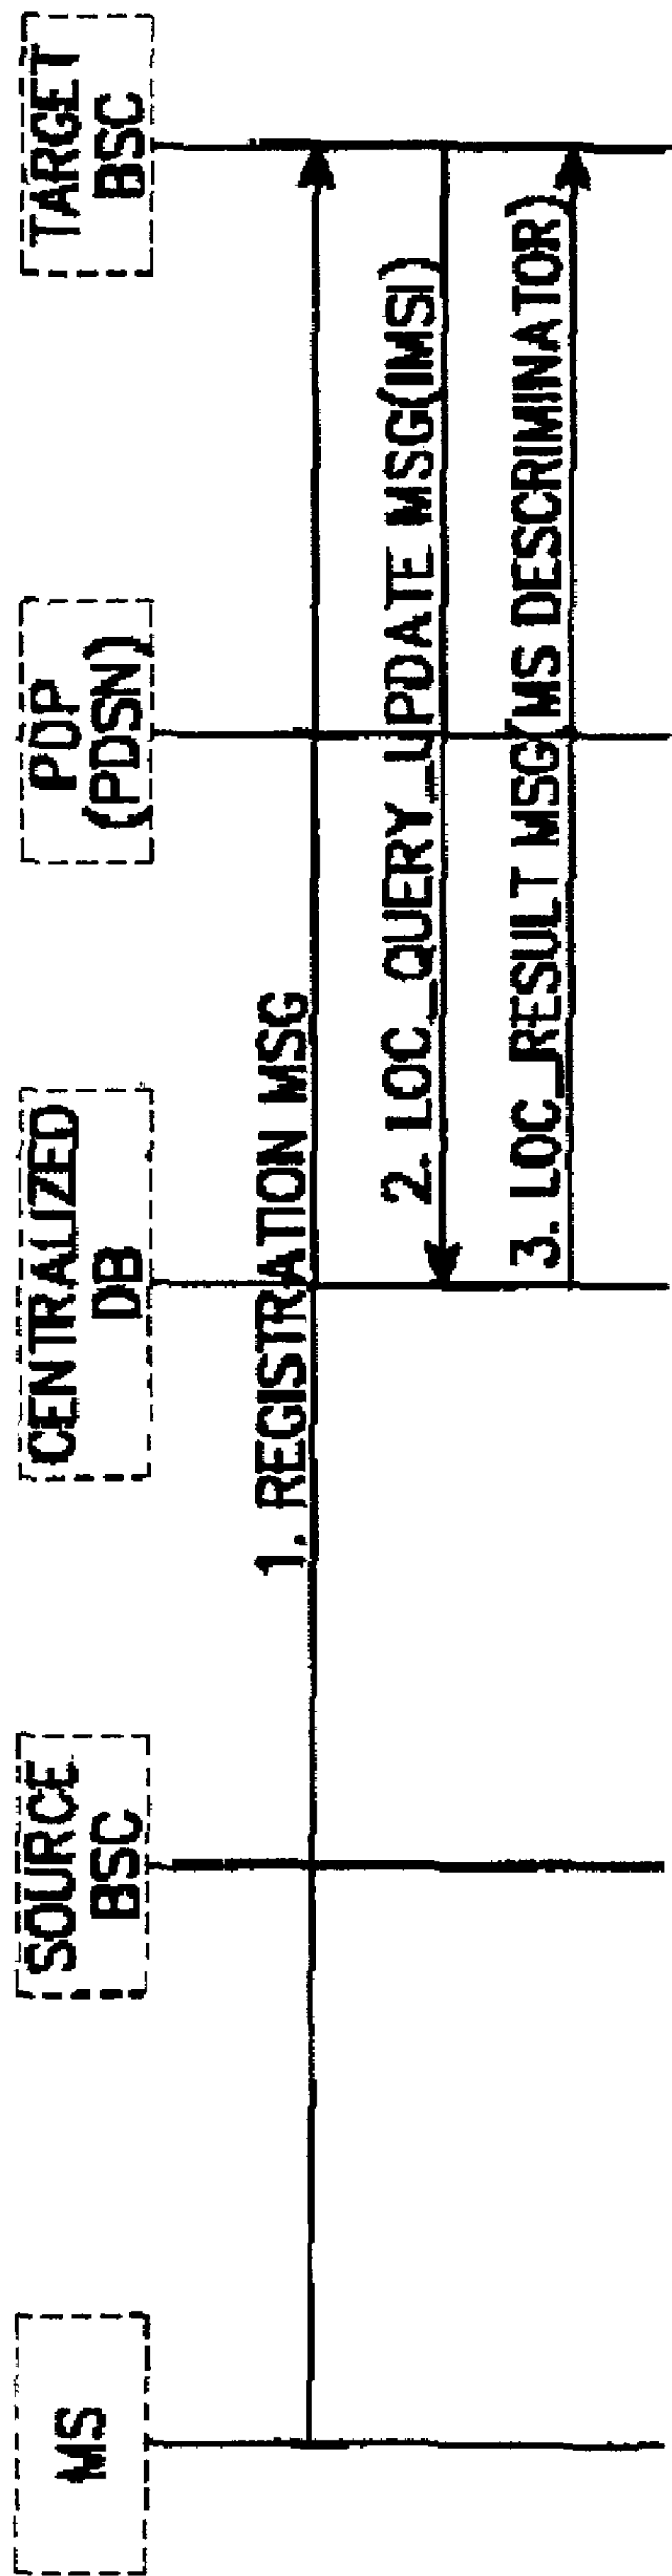 MS
SOURCE
BSC
CENTRALIZED
DB
PDP
(PDSN)
TARGET
BSC
1. REGISTRATION MSG
2. LOC_QUERY_UPDATE MSG(IMSI)
3. LOC_RESULT MSG(MS DESCRIMINATOR)